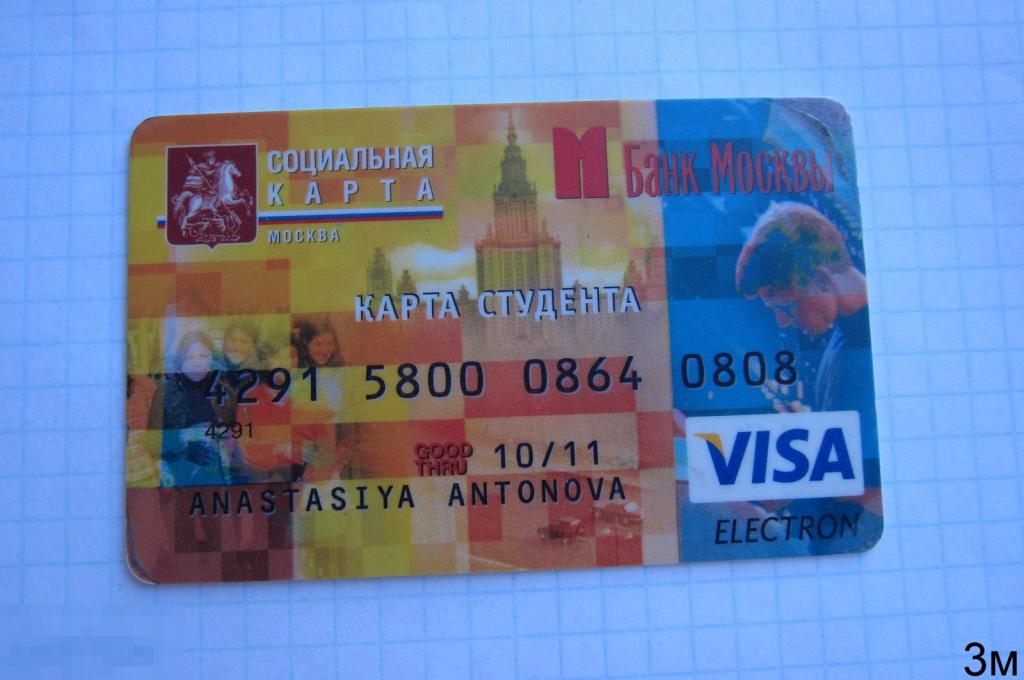 СОЦИАЛЬНАЯ
КАРТА
МОСКВА
М Банк Москвы
КАРТА СТУДЕНТА
4291 5800 0864 0808
4291
GOOD THRU 10/11
ANASTASIYA ANTONOVA
VISA
ELECTRON
3м